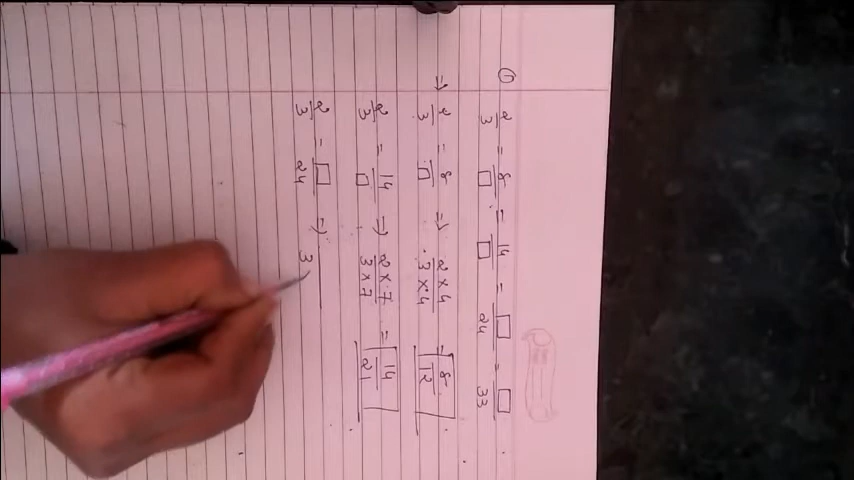 ① 2/3 = 8/□ = 14/□ = □/24 = □/33
⇒ 2/3 = 8/□ ⇒ 2×4/3×4 = 8/12
2/3 = 14/□ ⇒ 2×7/3×7 = 14/21
2/3 = □/24 ⇒ /3